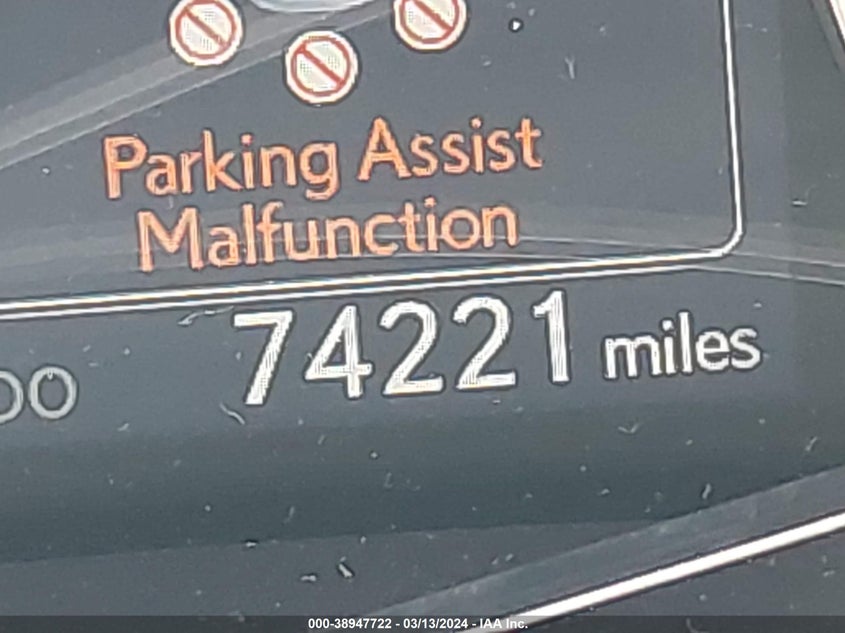 Parking Assist
Malfunction
74221 miles
000-38947722 - 03/13/2024 - IAA Inc.